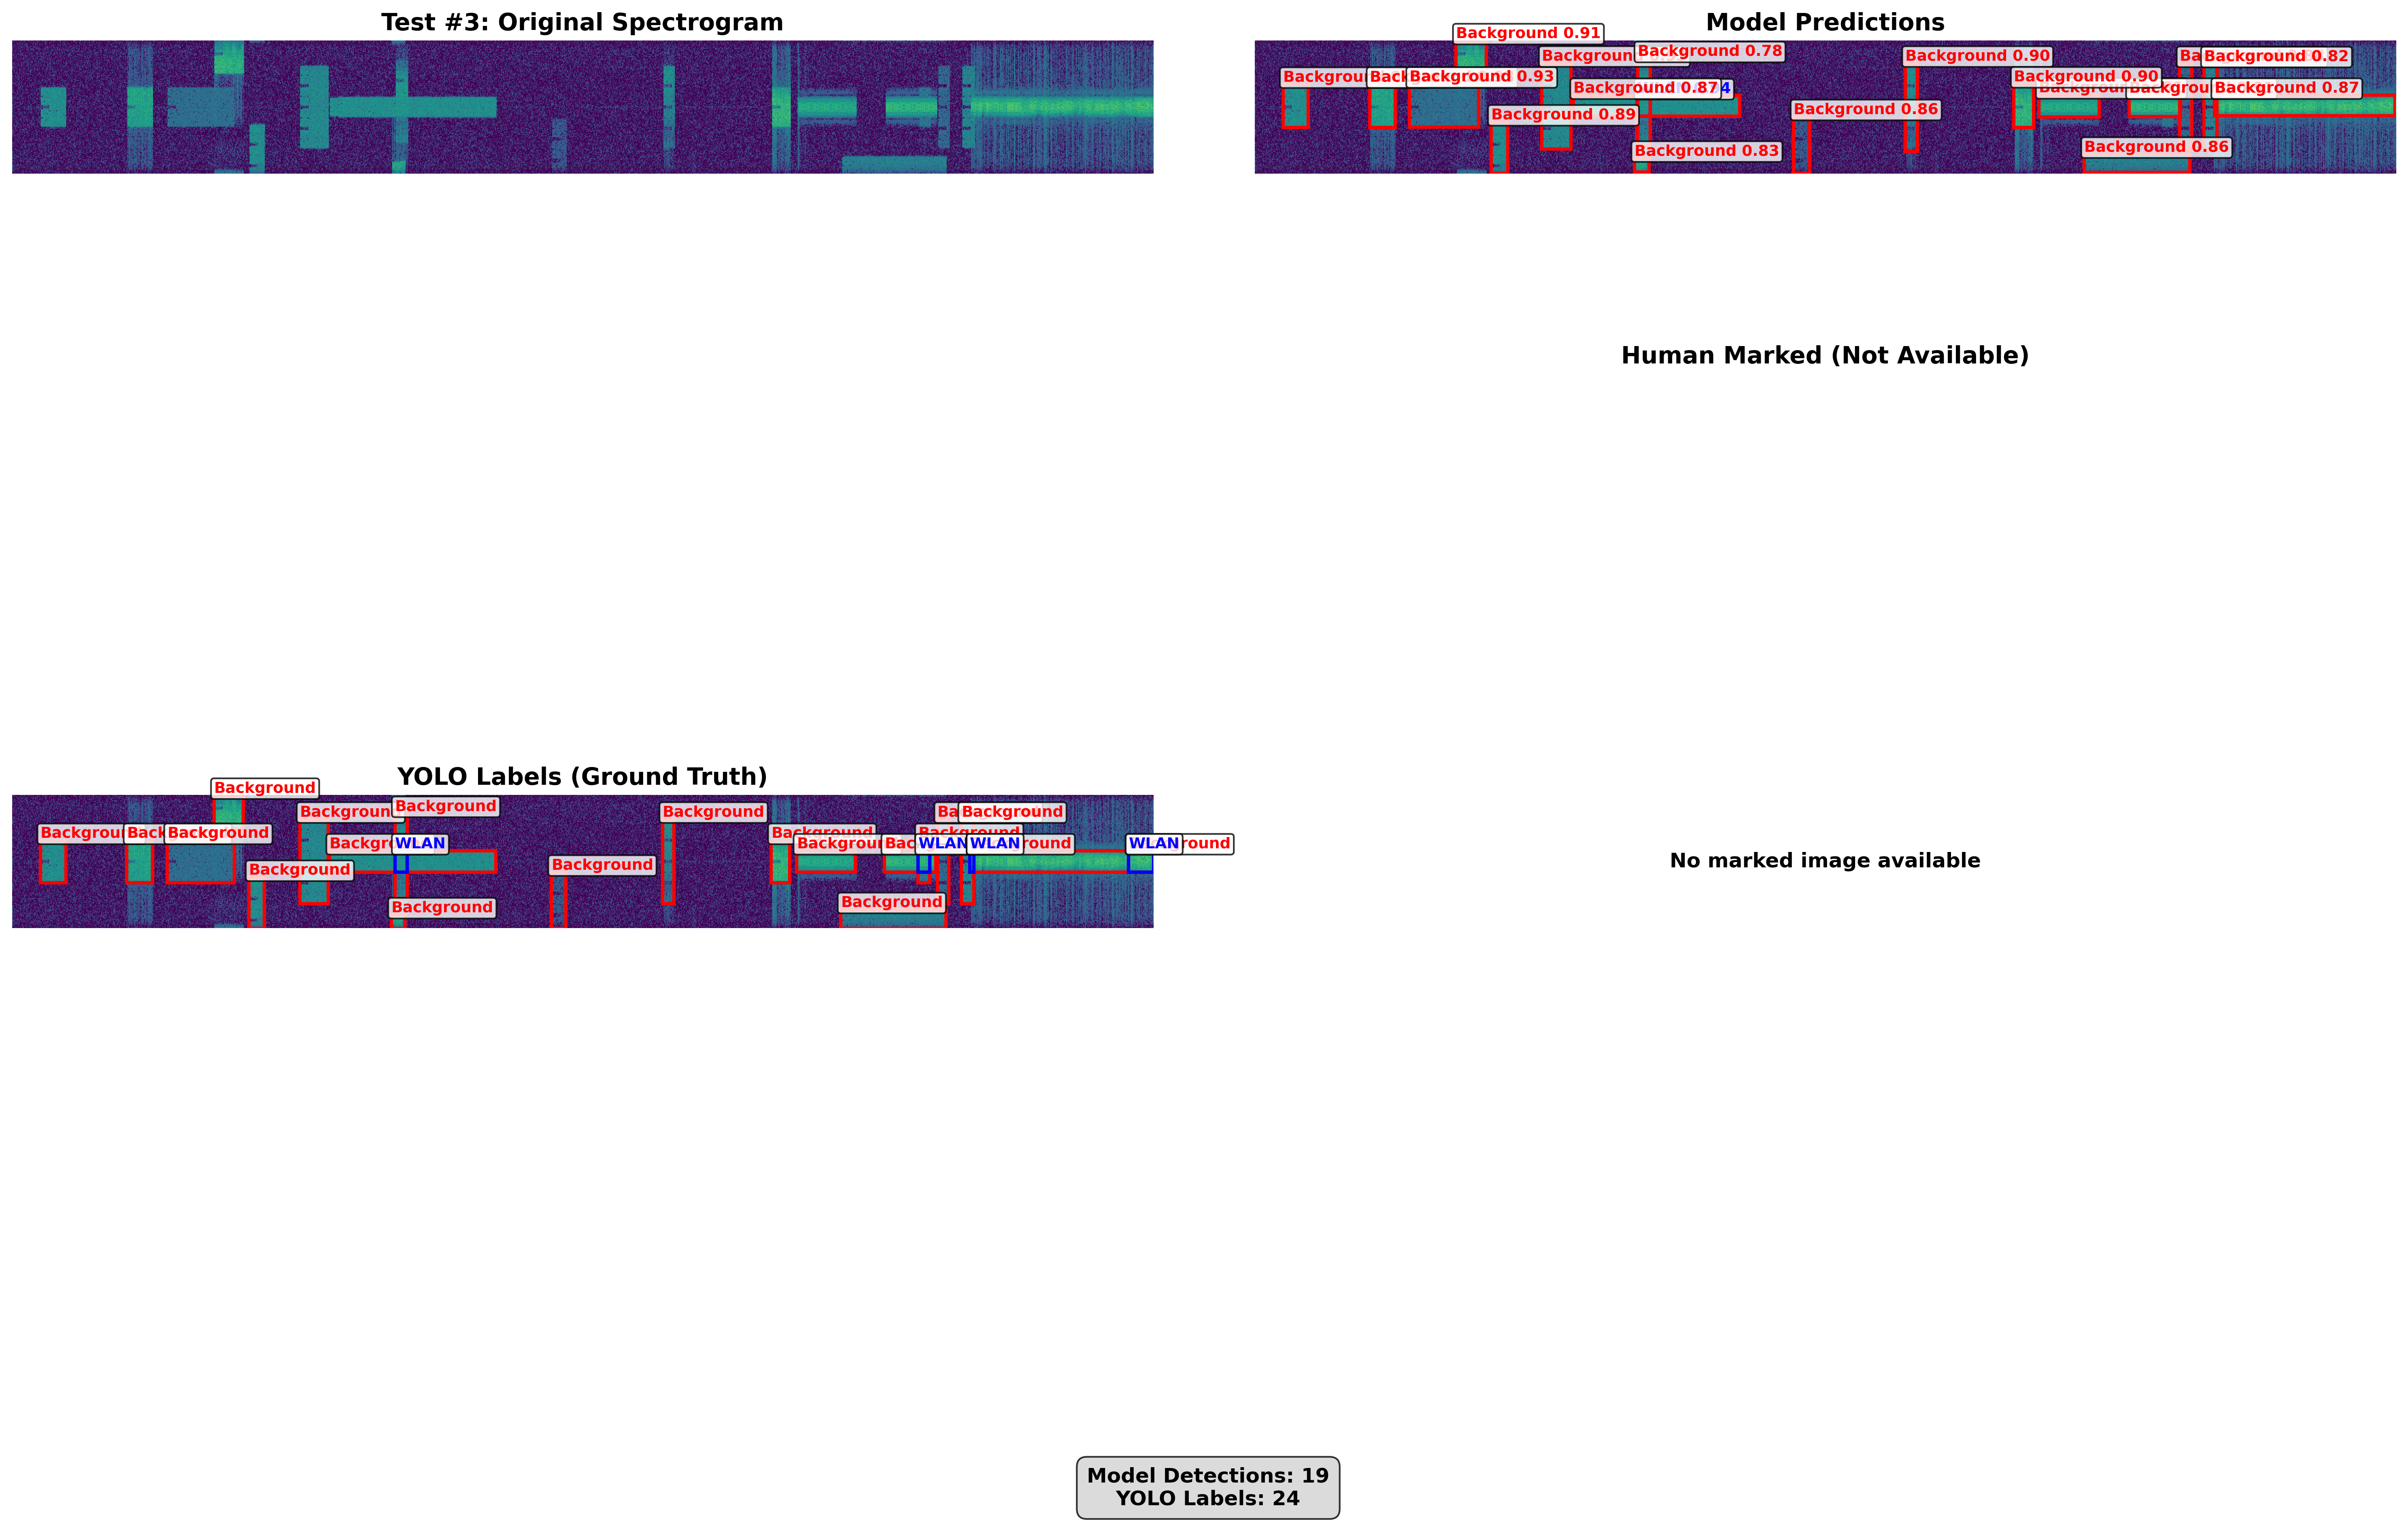 Test #3: Original Spectrogram
Model Predictions
Background 0.91
Background 0.78
Background 0.90
Background 0.82
Background 0.93
Background 0.90
Background 0.87
Background 0.87
Background 0.89
Background 0.86
Background 0.83
Background 0.86
Human Marked (Not Available)
YOLO Labels (Ground Truth)
Background
Background
Background
Background
Background
Background
Background
Background
Background
WLAN
WLAN
WLAN
WLAN
Background
Background
Background
Background
No marked image available
Model Detections: 19
YOLO Labels: 24